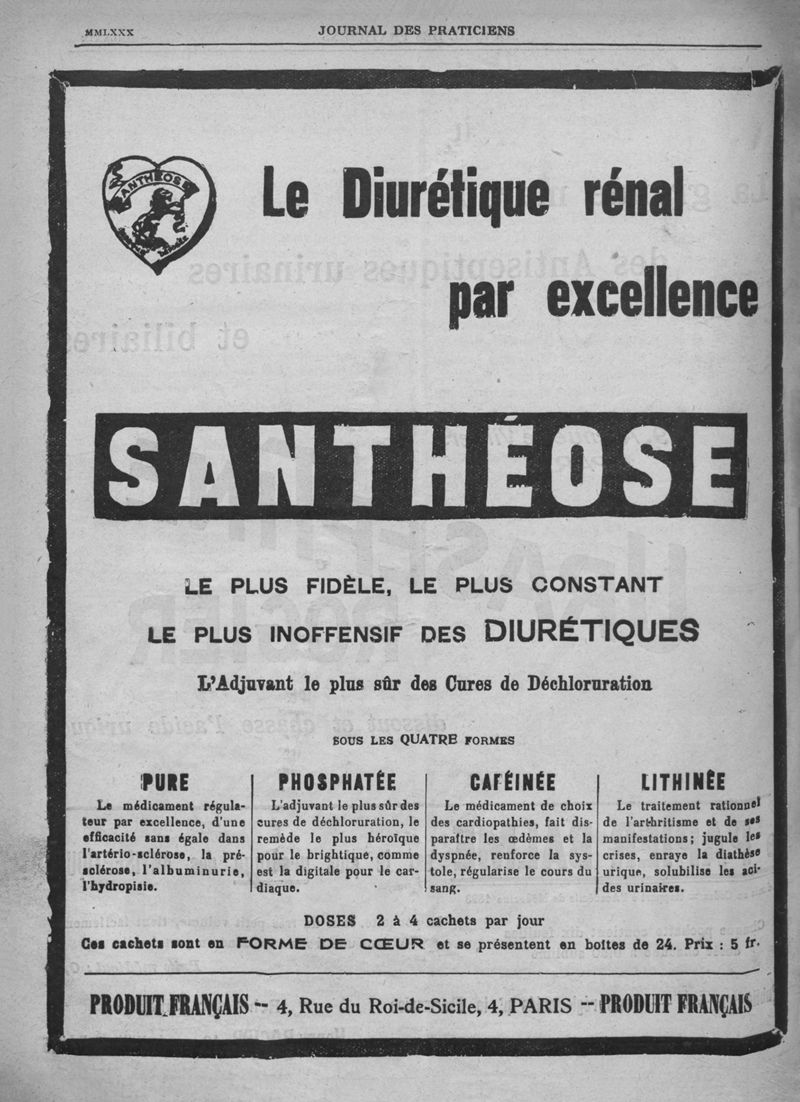 MMLXXX
JOURNAL DES PRATICIENS
SANTHÉOSE
Le Diurétique rénal
par excellence
SANTHÉOSE
LE PLUS FIDÈLE, LE PLUS CONSTANT
LE PLUS INOFFENSIF DES DIURÉTIQUES
L'Adjuvant le plus sûr des Cures de Déchloruration
SOUS LES QUATRE FORMES
PURE
Le médicament régula-
teur par excellence, d'une
efficacité sans égale dans
l'artério-sclérose, la pré-
sclérose, l'albuminurie,
l'hydropisie.
PHOSPHATÉE
L'adjuvant le plus sûr des
cures de déchloruration, le
remède le plus héroïque
pour le brightique, comme
est la digitale pour le car-
diaque.
CAFÉINÉE
Le médicament de choix
des cardiopathies, fait dis-
paraître les œdèmes et la
dyspnée, renforce la sys-
tole, régularise le cours du
sang.
LITHINÉE
Le traitement rationnel
de l'arthritisme et de ses
manifestations; jugule les
crises, enraye la diathèse
urique, solubilise les aci-
des urinaires.
DOSES 2 à 4 cachets par jour
Ces cachets sont en FORME DE CŒUR et se présentent en boîtes de 24. Prix : 5 fr.
PRODUIT FRANÇAIS -- 4, Rue du Roi-de-Sicile, 4, PARIS -- PRODUIT FRANÇAIS